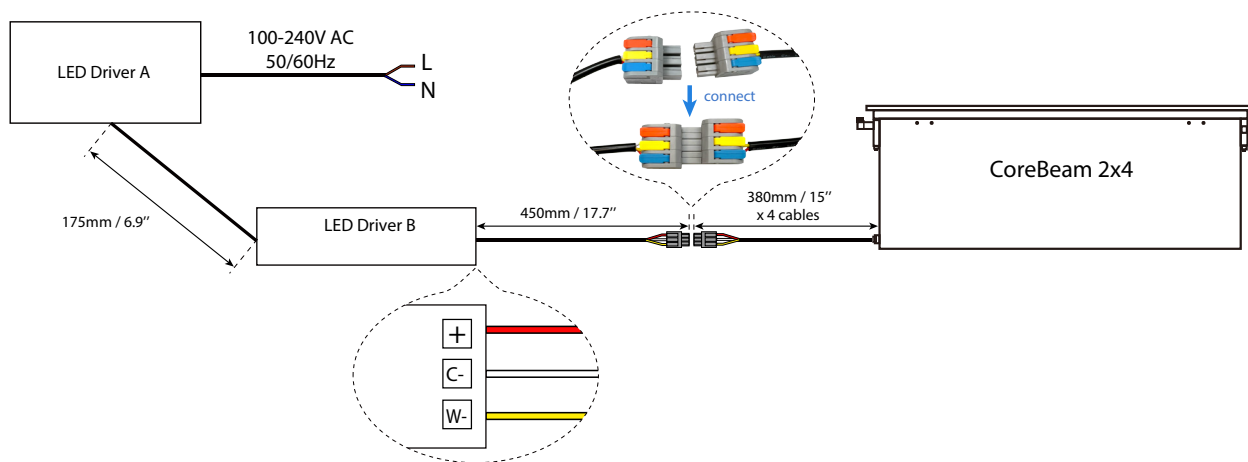 LED Driver A
100-240V AC
50/60Hz
L
N
connect
CoreBeam 2x4
175mm / 6.9’’
LED Driver B
450mm / 17.7’’
380mm / 15’’
x 4 cables
+
C-
W-